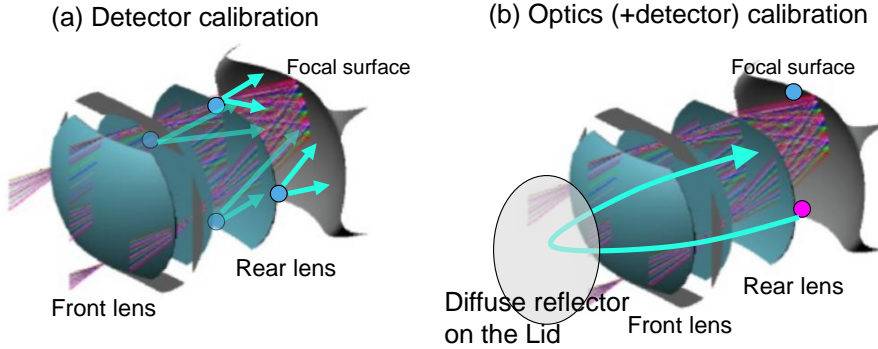 (a) Detector calibration
Focal surface
Rear lens
Front lens
(b) Optics (+detector) calibration
Focal surface
Rear lens
Diffuse reflector
on the Lid
Front lens